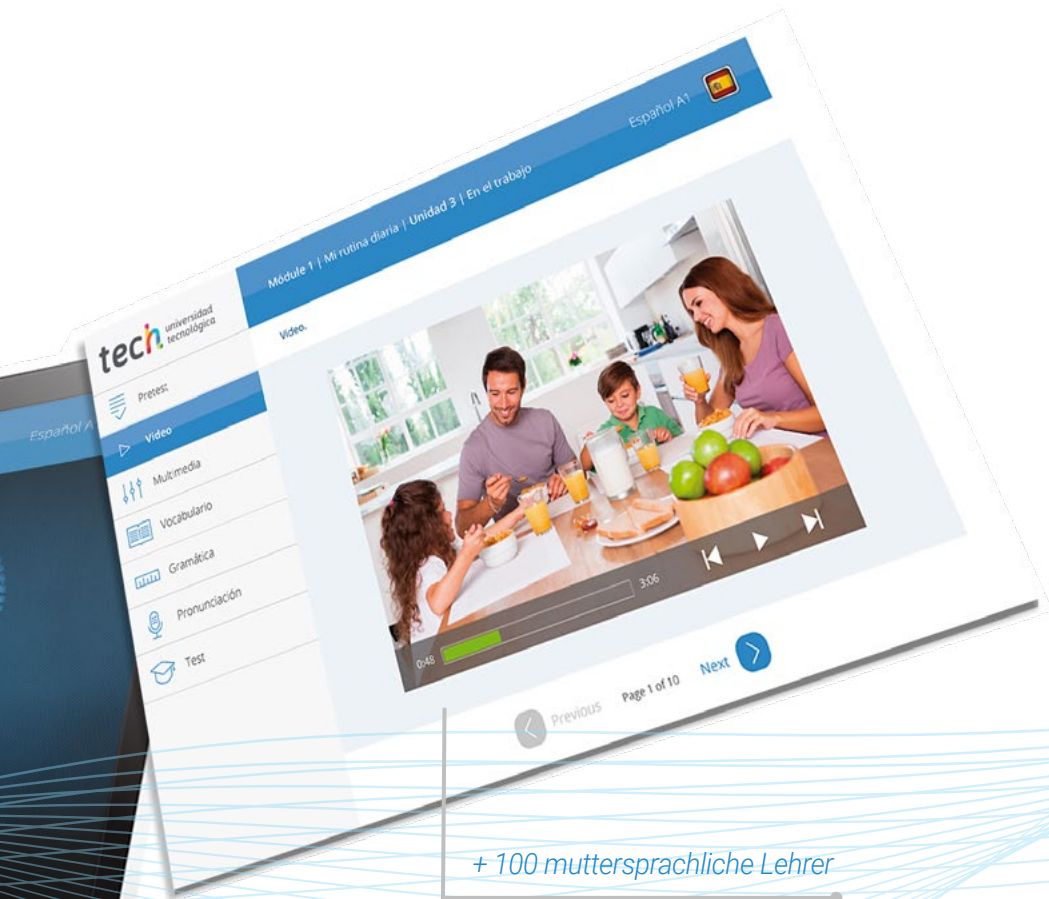 Español A1
Módule 1 | Mi rutina diaria | Unidad 3 | En el trabajo
tech universidad
tecnológica
Video.
Pretest
Video
Multimedia
Vocabulario
Gramática
Pronunciación
Test
0:48
3:06
Previous
Page 1 of 10
Next
Español A
+ 100 muttersprachliche Lehrer